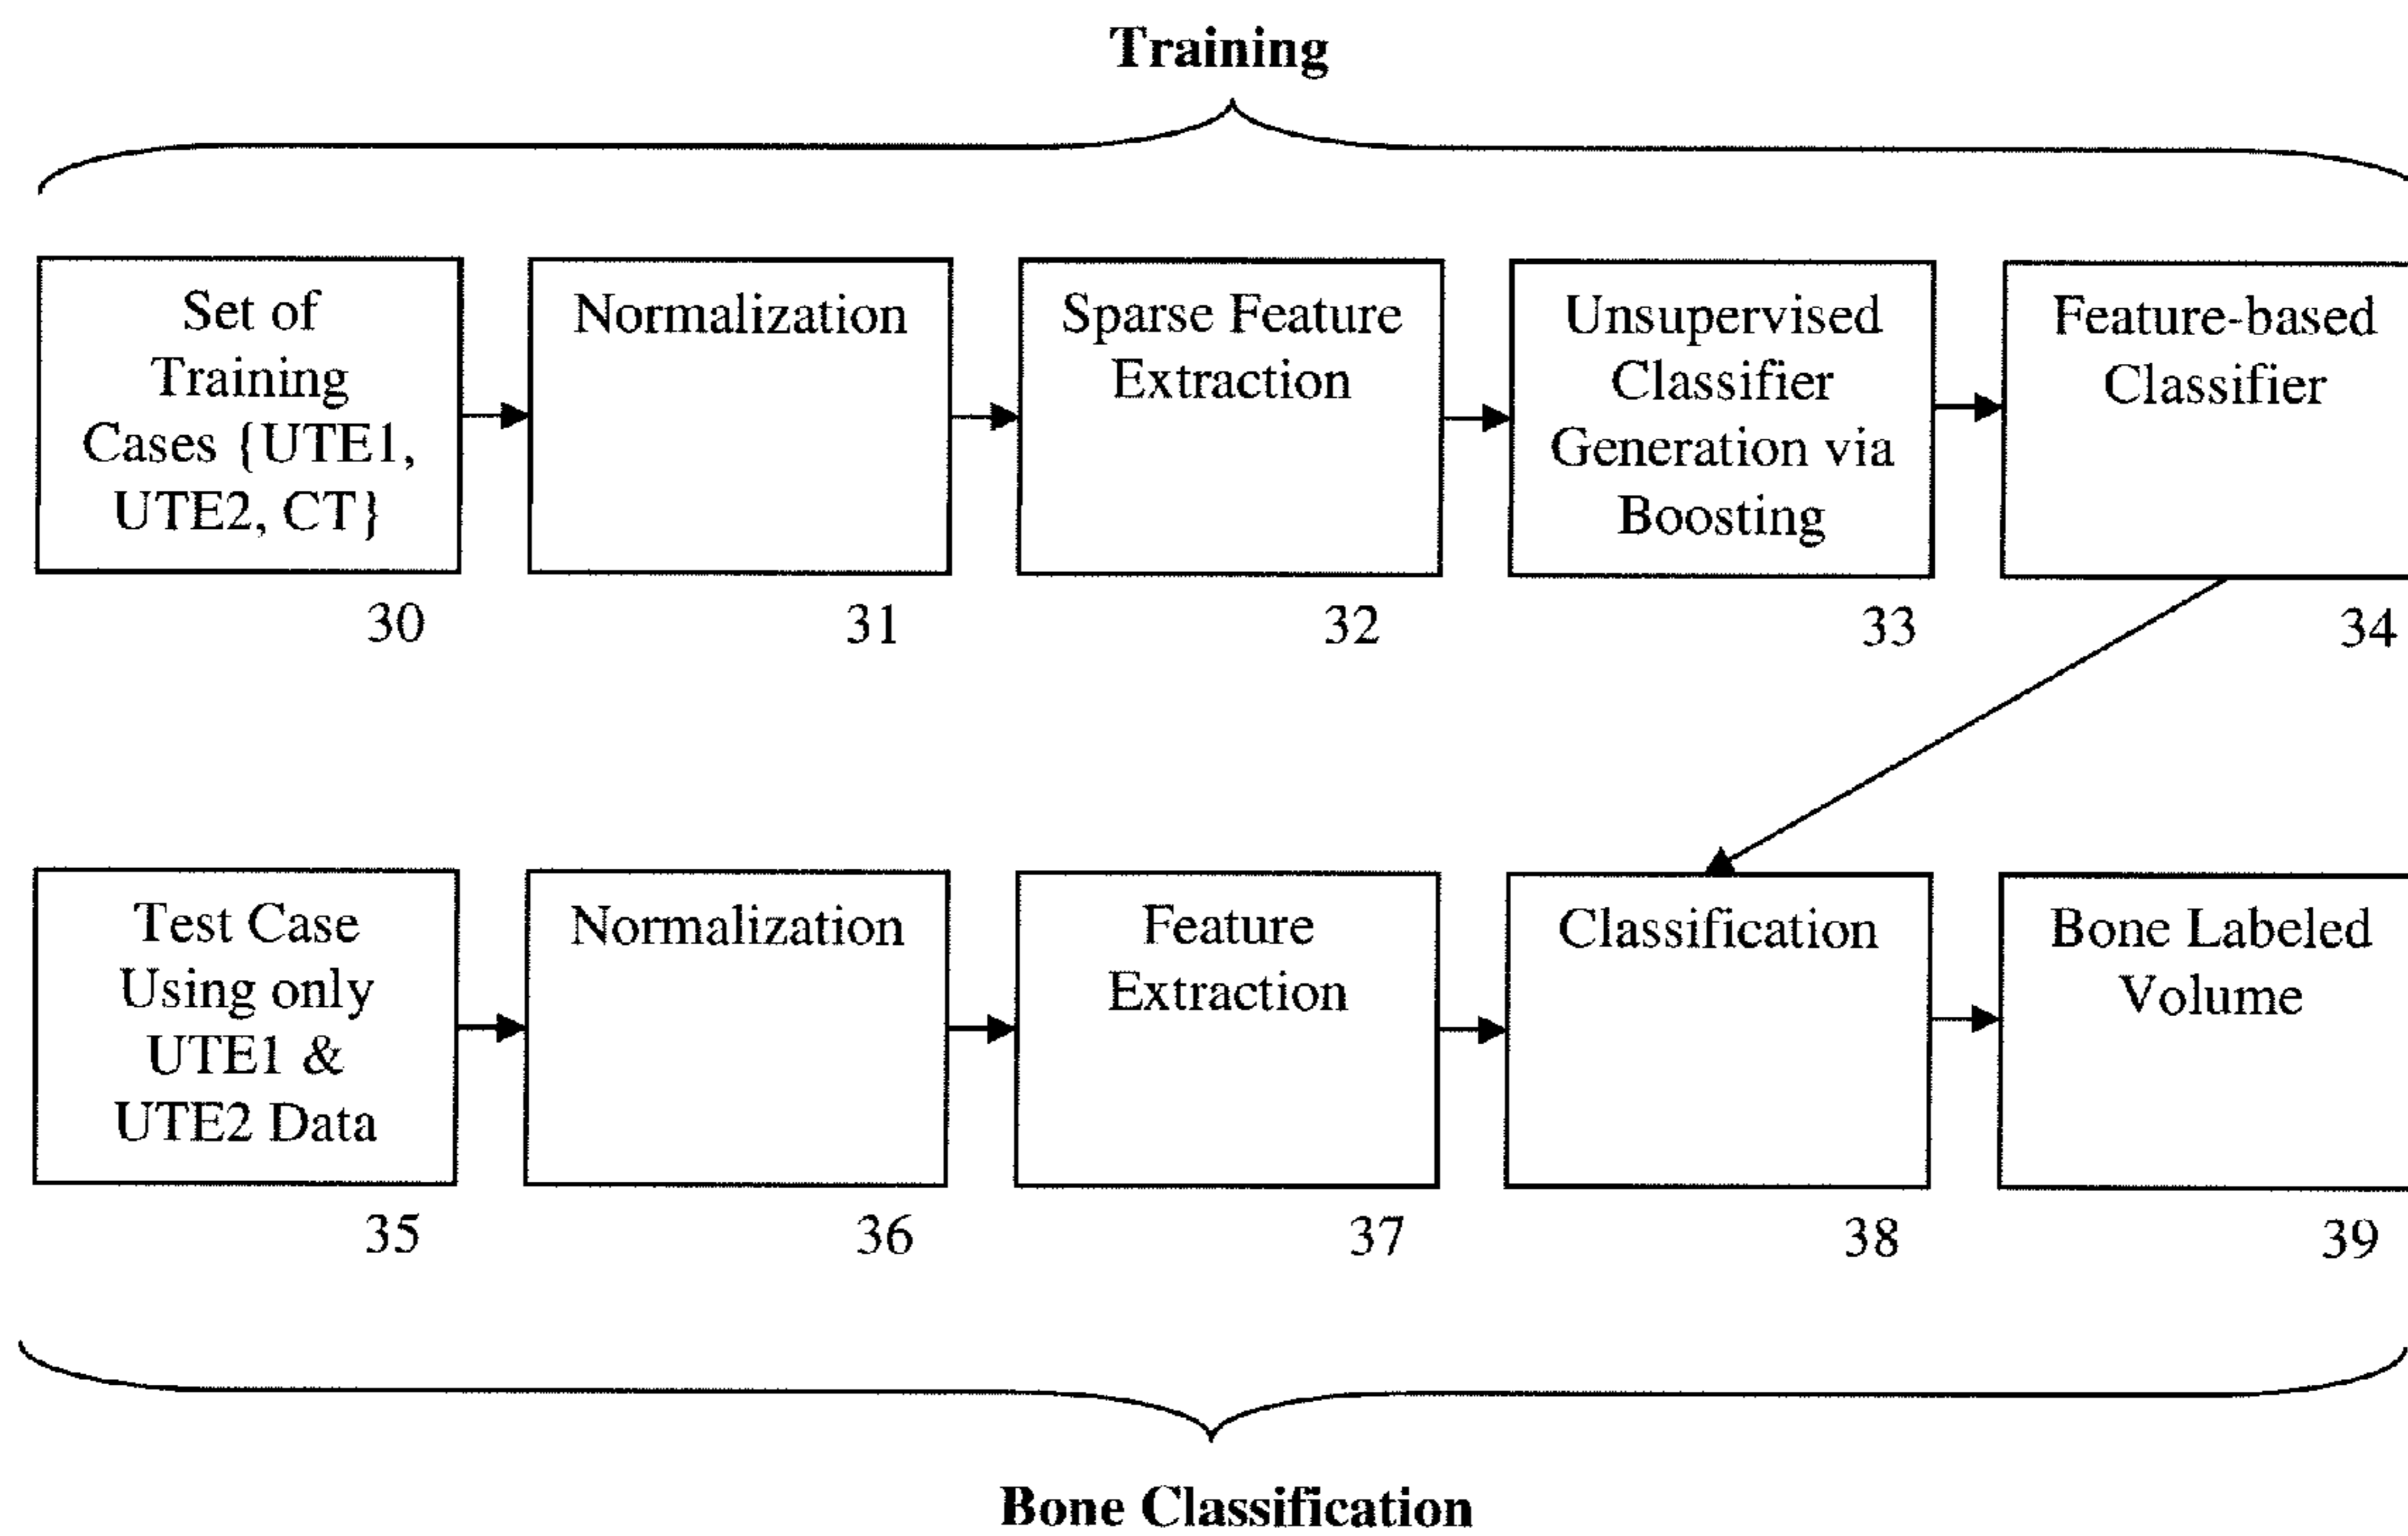 Training
Set of
Training
Cases {UTE1,
UTE2, CT}
30
Normalization
31
Sparse Feature
Extraction
32
Unsupervised
Classifier
Generation via
Boosting
33
Feature-based
Classifier
34
Test Case
Using only
UTE1 &
UTE2 Data
35
Normalization
36
Feature
Extraction
37
Classification
38
Bone Labeled
Volume
39
Bone Classification